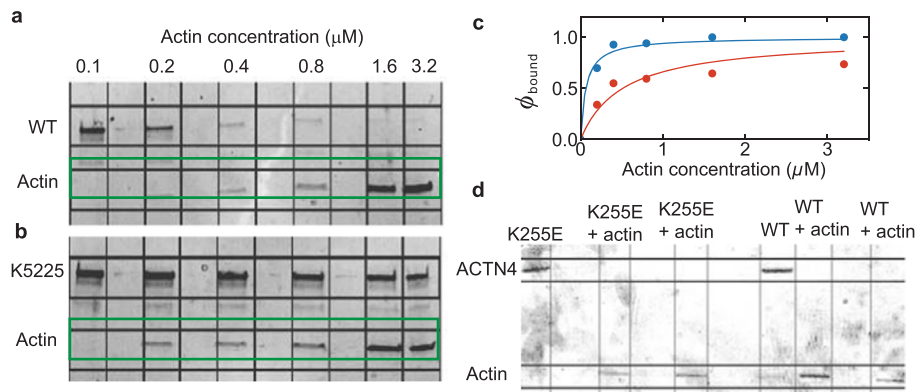 a
Actin concentration (μM)
0.1 0.2 0.4 0.8 1.6 3.2
WT
Actin
b
K5225
Actin
c
1.0
0.5
0.0
ϕbound
0 1 2 3
Actin concentration (μM)
d
K255E
K255E
+ actin
K255E
+ actin
WT
WT
+ actin
WT
+ actin
ACTN4
Actin